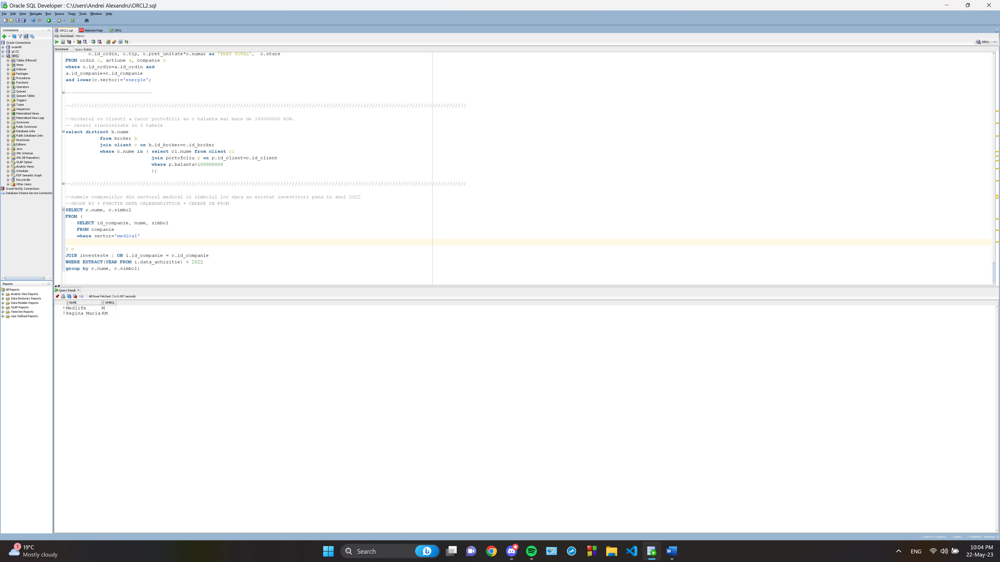 Oracle SQL Developer : C:\Users\Andrei Alexandru\ORCL2.sql
File Edit View Navigate Run Source Team Tools Window Help
Connections
ORCL2.sql Welcome Page ORCL
SQL Worksheet History
ORCL
Worksheet Query Builder
Oracle Connections
exam48
gr132
ORCL
Tables (Filtered)
Views
Indexes
Packages
Procedures
Functions
Operators
Queues
Queues Tables
Triggers
Types
Sequences
Materialized Views
Materialized View Logs
Synonyms
Public Synonyms
Database Links
Public Database Links
Directories
Editions
Java
XML Schemas
XML DB Repository
OLAP Option
Analytic Views
Scheduler
RDF Semantic Graph
Recycle Bin
Other Users
Oracle NoSQL Connections
Database Schema Service Connection
o.id_ordin, o.tip, o.pret_unitate*o.numar as "PRET TOTAL", o.stare
FROM ordin o, actiune a, companie c
where o.id_ordin=a.id_ordin and
a.id_companie=c.id_companie
and lower(c.sector)='energie';
------------------------------
--//////////////////////////////////////////////////////////////////////////////////////////////////////////////////////////////////////////
--brokerul cu clienti a caror portofolii au o balanta mai mare de 100000000 RON.
-- cereri sincronizate in 3 tabele
select distinct b.nume
from broker b
join client c on b.id_broker=c.id_broker
where c.nume in ( select c1.nume from client c1
join portofoliu p on p.id_client=c.id_client
where p.balanta>100000000
);
--//////////////////////////////////////////////////////////////////////////////////////////////////////////////////////////////////////////
--numele companiilor din sectorul medical si simbolul lor daca au existat investitori pana in anul 2022
--GROUP BY + FUNCTIE DATA CALENDARISTICA + CERERE IN FROM
SELECT c.nume, c.simbol
FROM (
SELECT id_companie, nume, simbol
FROM companie
where sector='medical'
) c
JOIN investeste i ON i.id_companie = c.id_companie
WHERE EXTRACT(YEAR FROM i.data_achizitie) < 2022
group by c.nume, c.simbol;
Reports
All Reports
Analytic View Reports
Data Dictionary Reports
Data Modeler Reports
OLAP Reports
TimesTen Reports
User Defined Reports
Query Result
SQL | All Rows Fetched: 2 in 0.007 seconds
NUME SIMBOL
1 Medlife M
2 Regina Maria RM
Line 411 Column 5 | Insert | Modified | Windows: C
1
19°C
Mostly cloudy
Search
ENG
10:04 PM
22-May-23